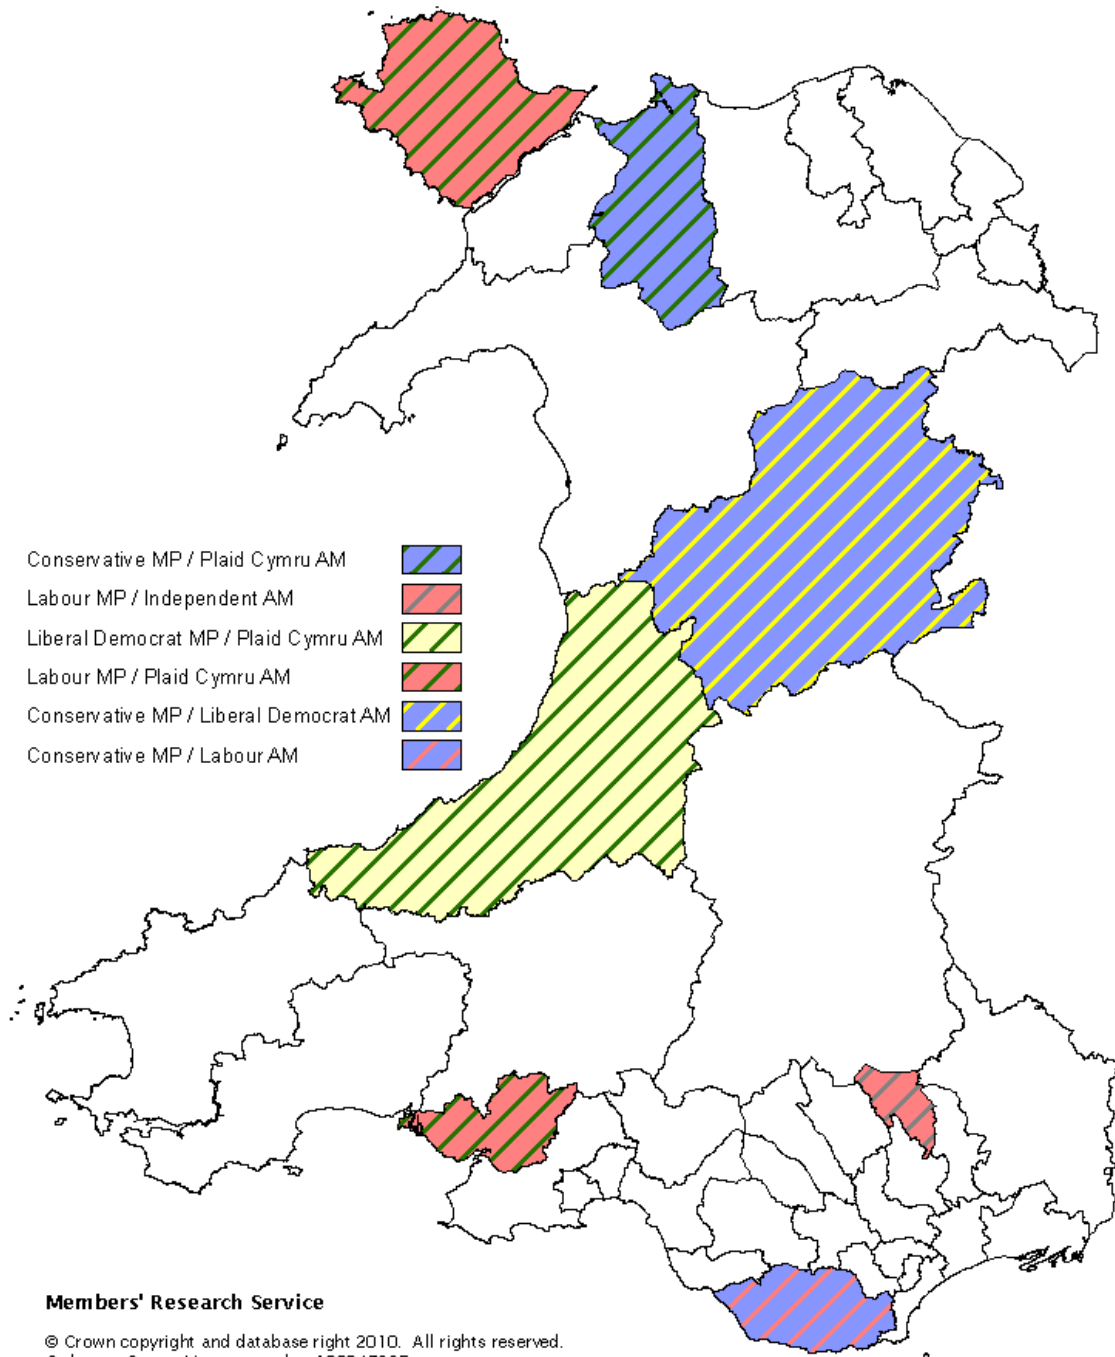 Conservative MP / Plaid Cymru AM
Labour MP / Independent AM
Liberal Democrat MP / Plaid Cymru AM
Labour MP / Plaid Cymru AM
Conservative MP / Liberal Democrat AM
Conservative MP / Labour AM
Members' Research Service
© Crown copyright and database right 2010. All rights reserved.